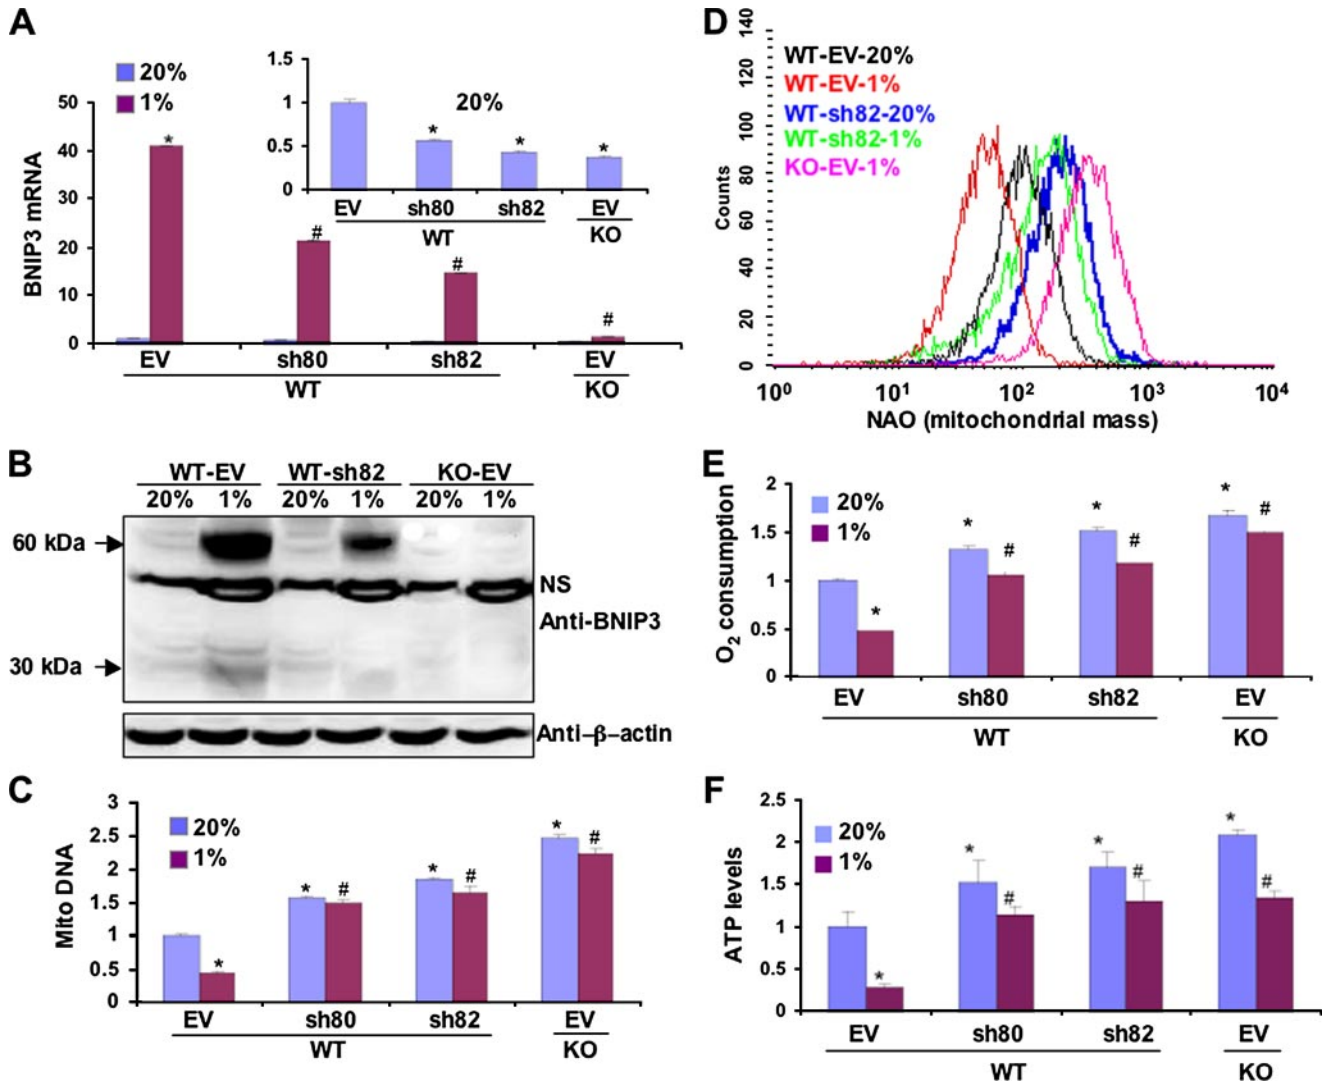 A
20%
1%
BNIP3 mRNA
50
40
30
20
10
0
*
#
#
#
EV
sh80
sh82
EV
WT
KO
1.5
1
0.5
0
20%
*
*
*
EV
sh80
sh82
EV
WT
KO
B
WT-EV
WT-sh82
KO-EV
20%
1%
20%
1%
20%
1%
60 kDa
NS
Anti-BNIP3
30 kDa
Anti–β–actin
C
20%
1%
Mito DNA
3
2.5
2
1.5
1
0.5
0
*
*
#
*
#
*
#
EV
sh80
sh82
EV
WT
KO
D
WT-EV-20%
WT-EV-1%
WT-sh82-20%
WT-sh82-1%
KO-EV-1%
Counts
140
120
100
80
60
40
20
0
10⁰
10¹
10²
10³
10⁴
NAO (mitochondrial mass)
E
20%
1%
O₂ consumption
2
1.5
1
0.5
0
*
*
#
*
#
*
#
EV
sh80
sh82
EV
WT
KO
F
20%
1%
ATP levels
2.5
2
1.5
1
0.5
0
*
*
#
*
#
*
#
EV
sh80
sh82
EV
WT
KO